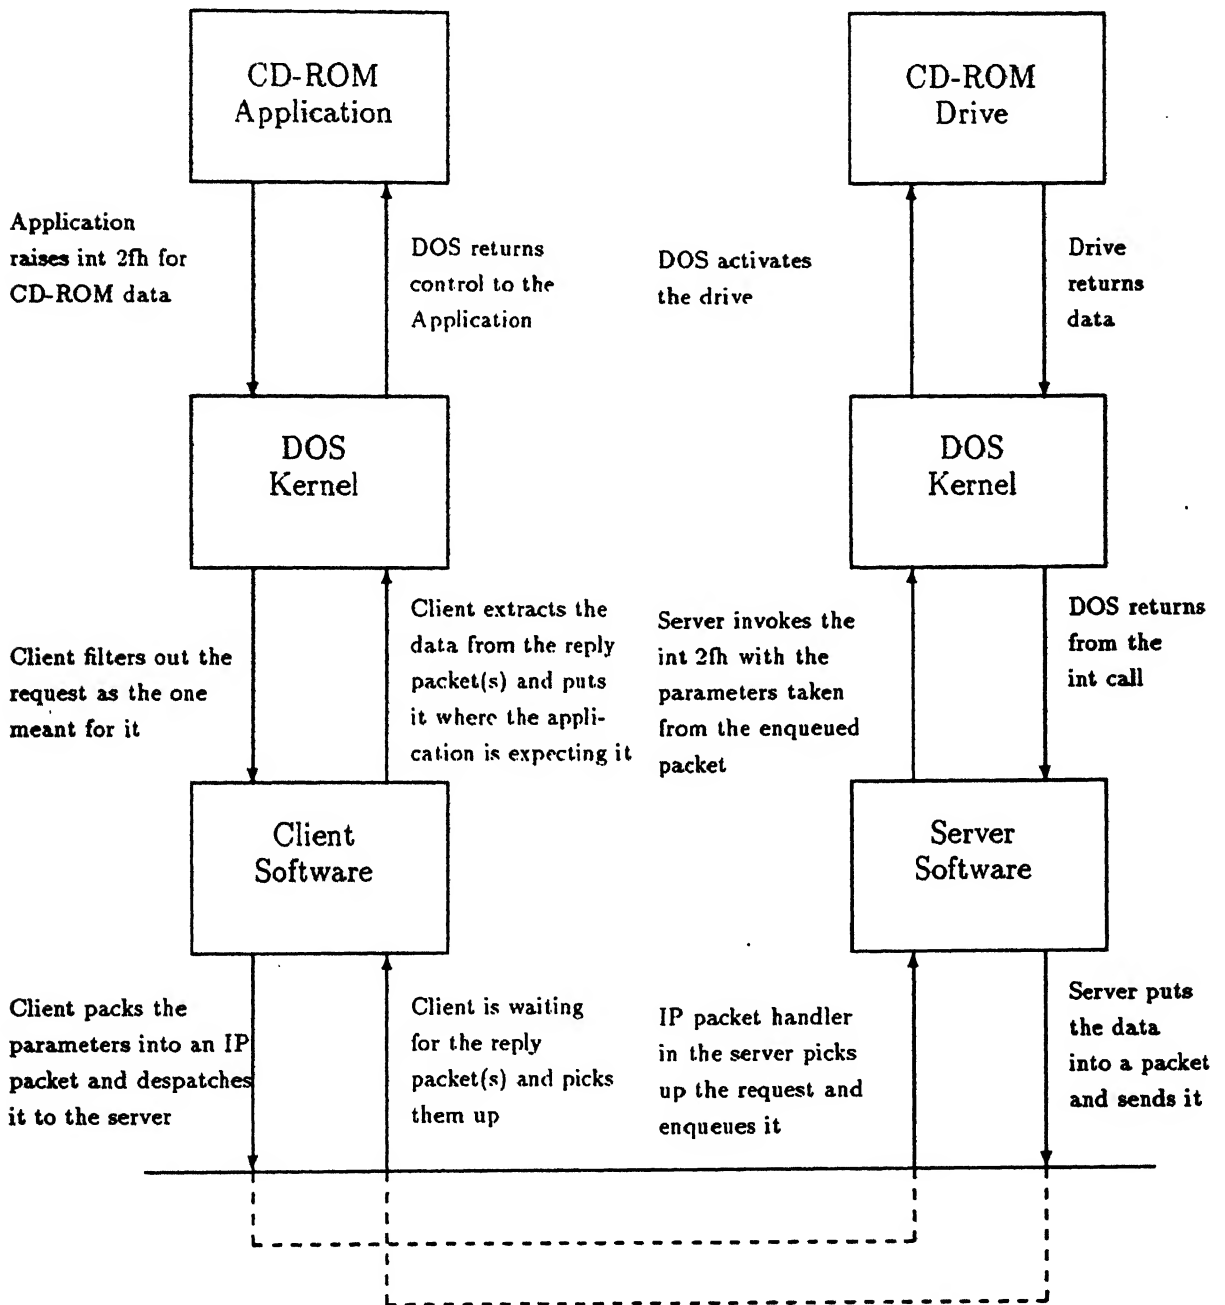 CD-ROM
Application
CD-ROM
Drive
Application
raises int 2fh for
CD-ROM data
DOS returns
control to the
Application
DOS activates
the drive
Drive
returns
data
DOS
Kernel
DOS
Kernel
Client filters out the
request as the one
meant for it
Client extracts the
data from the reply
packet(s) and puts
it where the appli-
cation is expecting it
Server invokes the
int 2fh with the
parameters taken
from the enqueued
packet
DOS returns
from the
int call
Client
Software
Server
Software
Client packs the
parameters into an IP
packet and despatches
it to the server
Client is waiting
for the reply
packet(s) and picks
them up
IP packet handler
in the server picks
up the request and
enqueues it
Server puts
the data
into a packet
and sends it